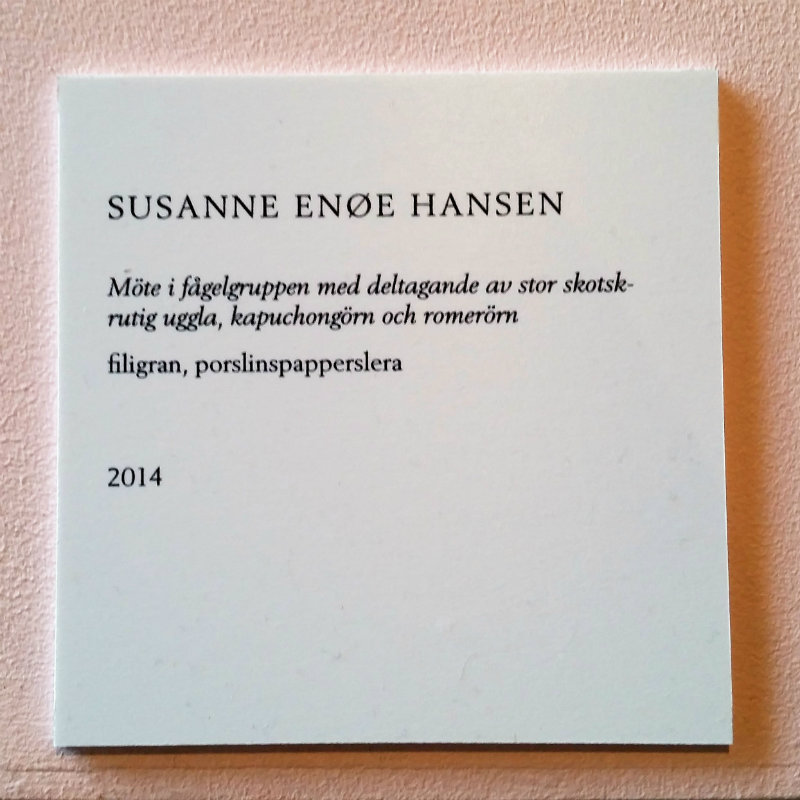 SUSANNE ENØE HANSEN
Möte i fågelgruppen med deltagande av stor skotsk-
rutig uggla, kapuchongörn och romerörn
filigran, porslinspapperslera
2014